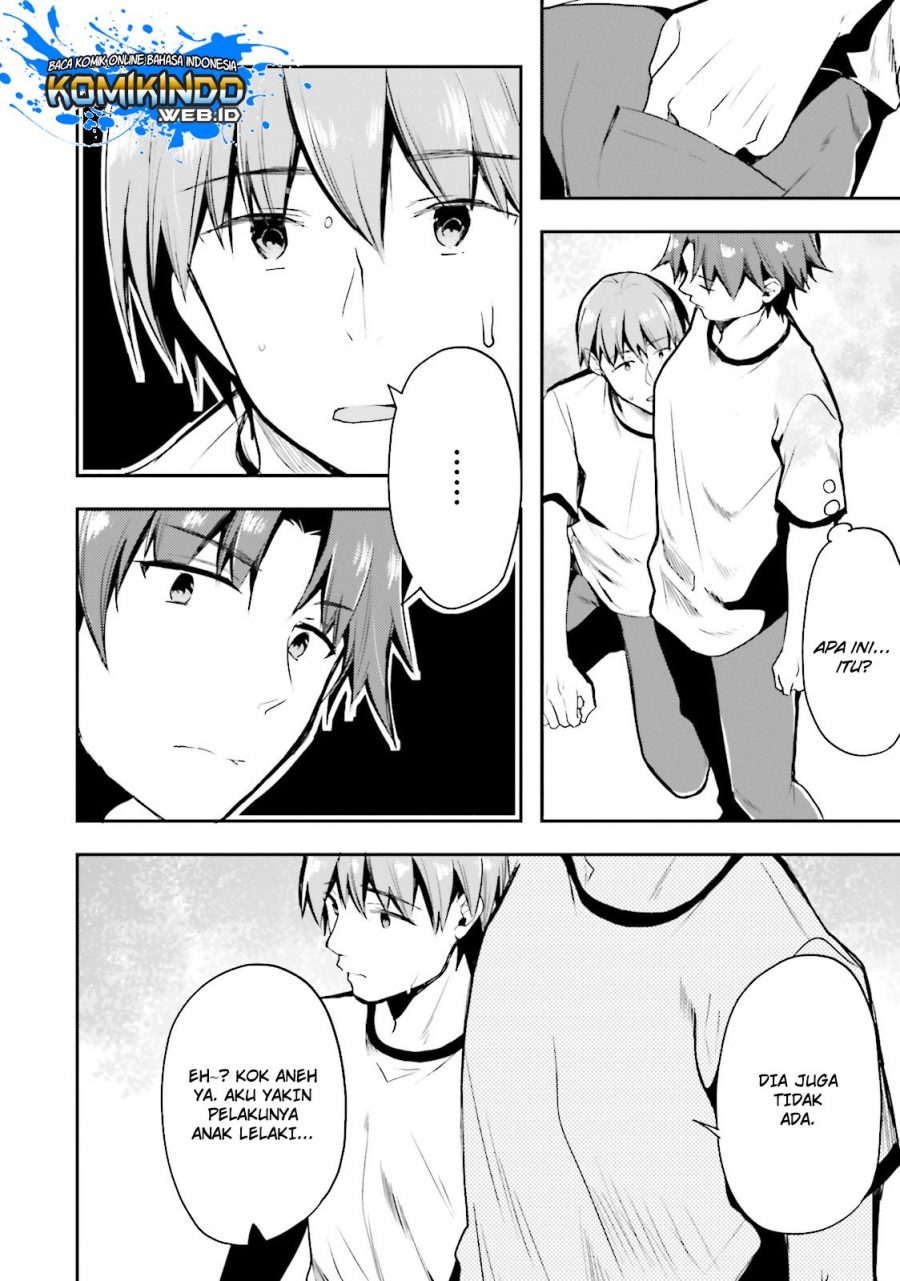 BACA KOMIK ONLINE BAHASA INDONESIA
KOMIKINDO
.WEB.ID
APA INI...
ITU?
......
DIA JUGA
TIDAK
ADA.
EH~? KOK ANEH
YA. AKU YAKIN
PELAKUNYA
ANAK LELAKI...